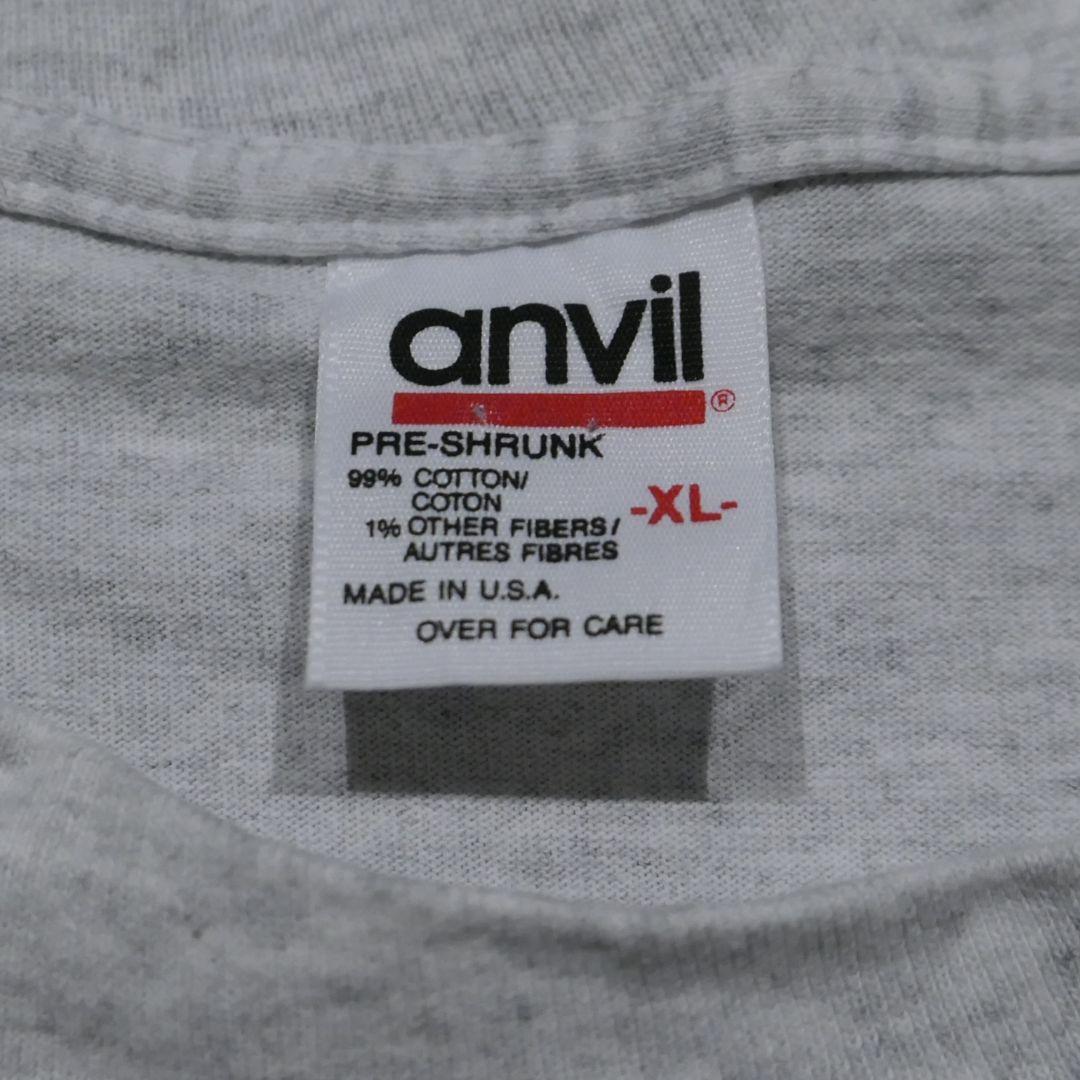 anvil®
PRE-SHRUNK
99% COTTON/
COTON
-XL-
1% OTHER FIBERS/
AUTRES FIBRES
MADE IN U.S.A.
OVER FOR CARE